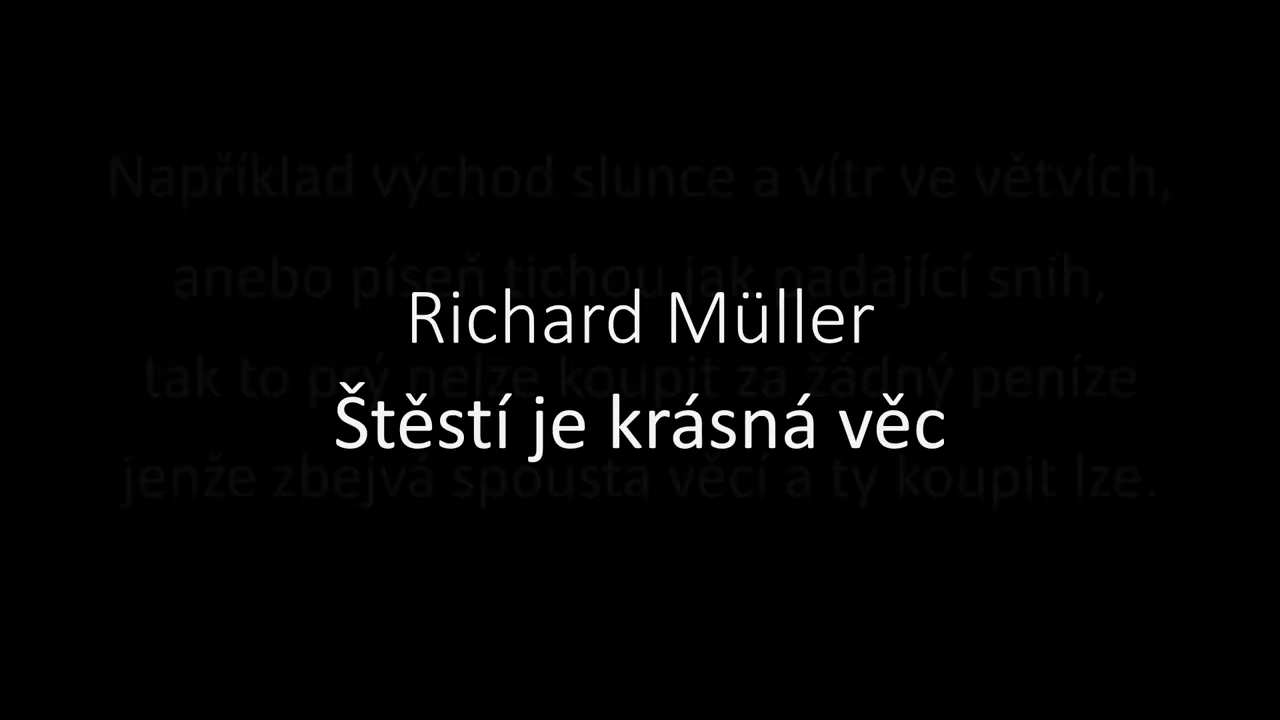 Například východ slunce a vítr ve větvích,
anebo píseň tichou jak padající sníh,
Richard Müller
tak to prý nelze koupit za žádný peníze
Štěstí je krásná věc
jenže zbejvá spousta věcí a ty koupit lze.